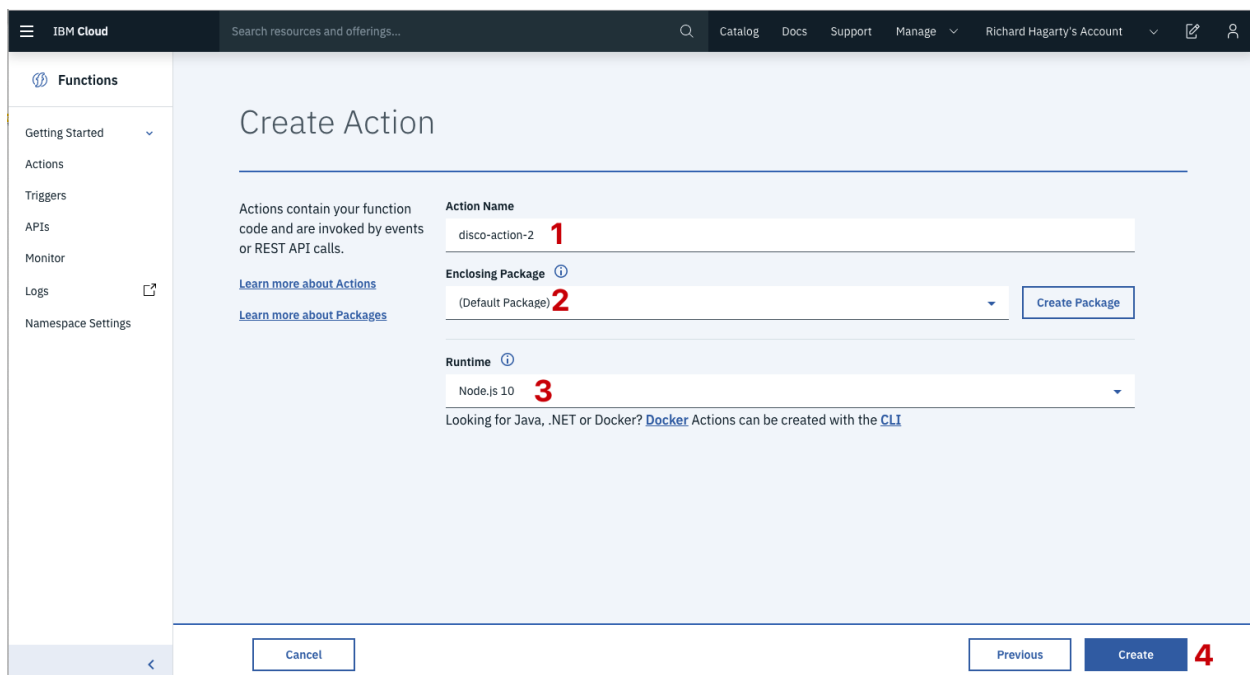 IBM Cloud
Search resources and offerings...
Catalog
Docs
Support
Manage
Richard Hagarty's Account
Functions
Getting Started
Actions
Triggers
APIs
Monitor
Logs
Namespace Settings
Create Action
Actions contain your function
code and are invoked by events
or REST API calls.
Learn more about Actions
Learn more about Packages
Action Name
disco-action-2 1
Enclosing Package
(Default Package) 2
Create Package
Runtime
Node.js 10 3
Looking for Java, .NET or Docker? Docker Actions can be created with the CLI
Cancel
Previous
Create 4